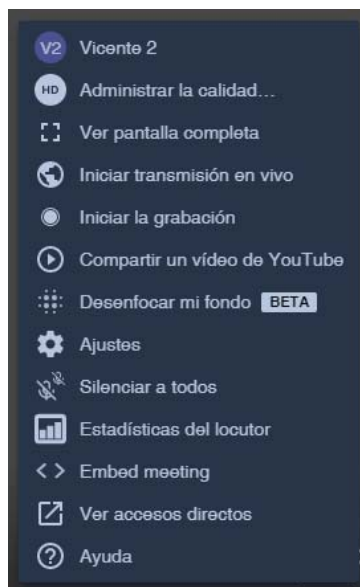 V2 Vicente 2
HD Administrar la calidad...
Ver pantalla completa
Iniciar transmisión en vivo
Iniciar la grabación
Compartir un vídeo de YouTube
Desenfocar mi fondo BETA
Ajustes
Silenciar a todos
Estadísticas del locutor
Embed meeting
Ver accesos directos
Ayuda